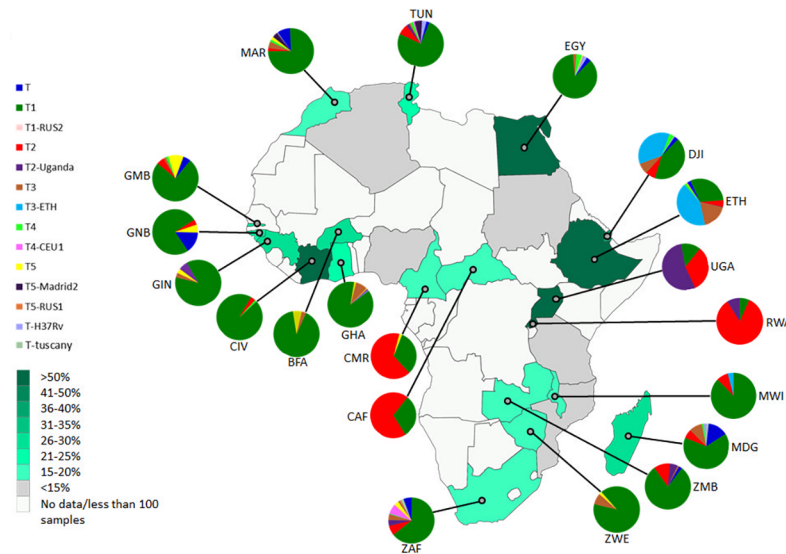 TUN
MAR
EGY
T
T1
T1-RUS2
T2
T2-Uganda
T3
T3-ETH
T4
T4-CEU1
T5
T5-Madrid2
T5-RUS1
T-H37Rv
T-tuscany
GMB
GNB
GIN
CIV
BFA
GHA
CMR
CAF
DJI
ETH
UGA
RWA
MWI
MDG
ZMB
ZWE
ZAF
>50%
41-50%
36-40%
31-35%
26-30%
21-25%
15-20%
<15%
No data/less than 100
samples